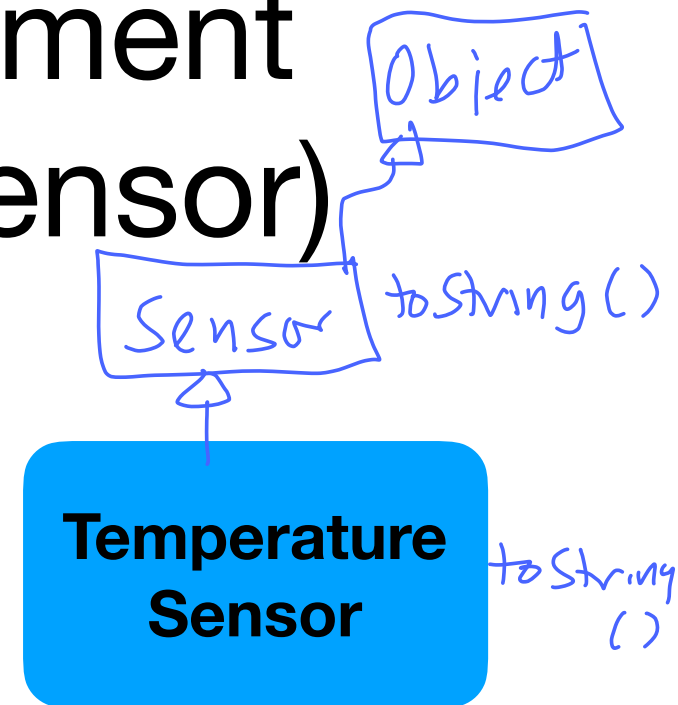 ment
Object
ensor)
Sensor
toString()
Temperature
Sensor
toString
()